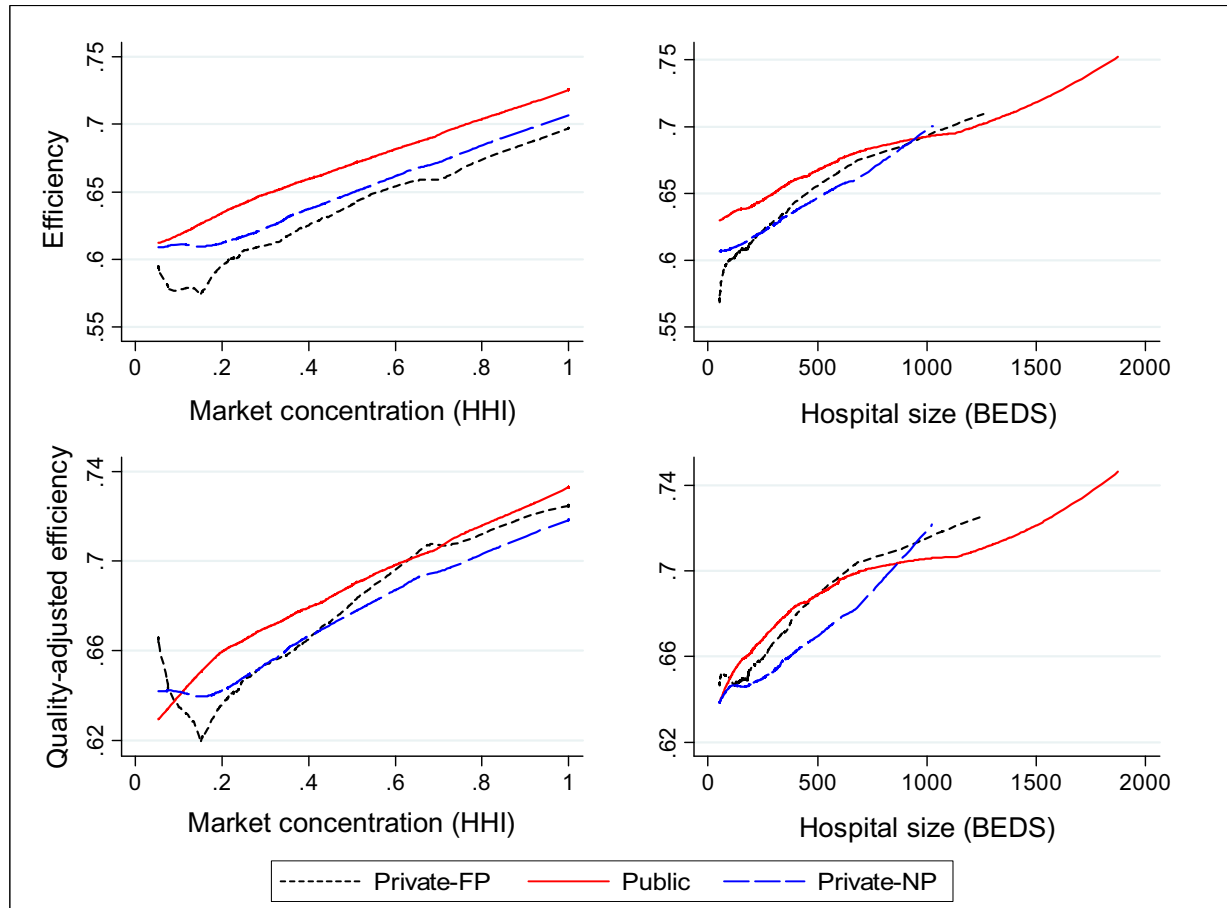 Efficiency
.75
.7
.65
.6
.55
0 .2 .4 .6 .8 1
Market concentration (HHI)
.75
.7
.65
.6
.55
0 500 1000 1500 2000
Hospital size (BEDS)
Quality-adjusted efficiency
.74
.7
.66
.62
0 .2 .4 .6 .8 1
Market concentration (HHI)
.74
.7
.66
.62
0 500 1000 1500 2000
Hospital size (BEDS)
Private-FP Public Private-NP